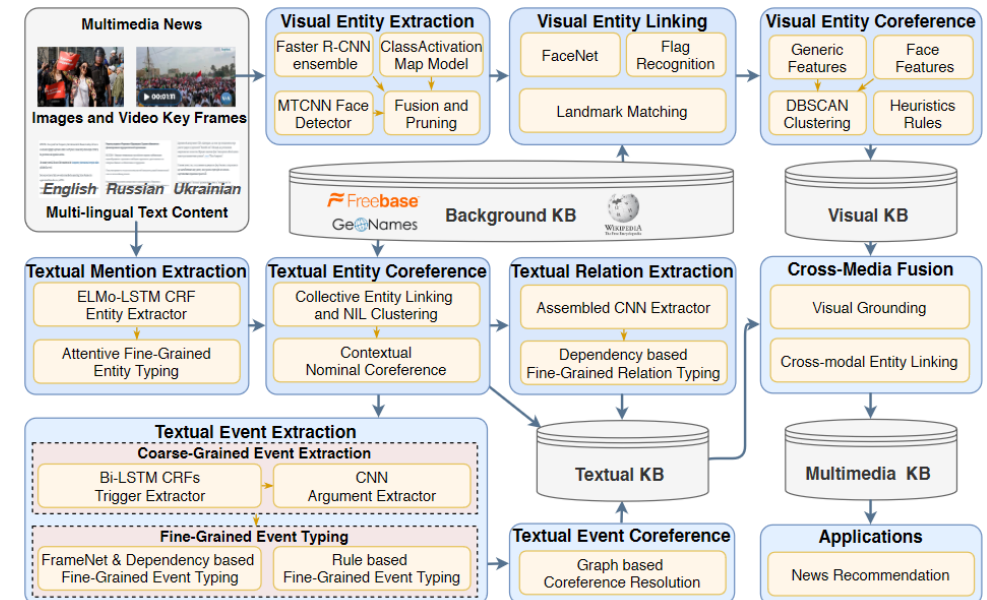 Multimedia News
00:01:11
Images and Video Key Frames
English Russian Ukrainian
Multi-lingual Text Content
Visual Entity Extraction
Faster R-CNN
ensemble
ClassActivation
Map Model
MTCNN Face
Detector
Fusion and
Pruning
Visual Entity Linking
FaceNet
Flag
Recognition
Landmark Matching
Visual Entity Coreference
Generic
Features
Face
Features
DBSCAN
Clustering
Heuristics
Rules
Freebase
GeoNames
Background KB
WIKIPEDIA
The Free Encyclopedia
Visual KB
Textual Mention Extraction
ELMo-LSTM CRF
Entity Extractor
Attentive Fine-Grained
Entity Typing
Textual Entity Coreference
Collective Entity Linking
and NIL Clustering
Contextual
Nominal Coreference
Textual Relation Extraction
Assembled CNN Extractor
Dependency based
Fine-Grained Relation Typing
Cross-Media Fusion
Visual Grounding
Cross-modal Entity Linking
Textual Event Extraction
Coarse-Grained Event Extraction
Bi-LSTM CRFs
Trigger Extractor
CNN
Argument Extractor
Fine-Grained Event Typing
FrameNet & Dependency based
Fine-Grained Event Typing
Rule based
Fine-Grained Event Typing
Textual KB
Textual Event Coreference
Graph based
Coreference Resolution
Multimedia KB
Applications
News Recommendation